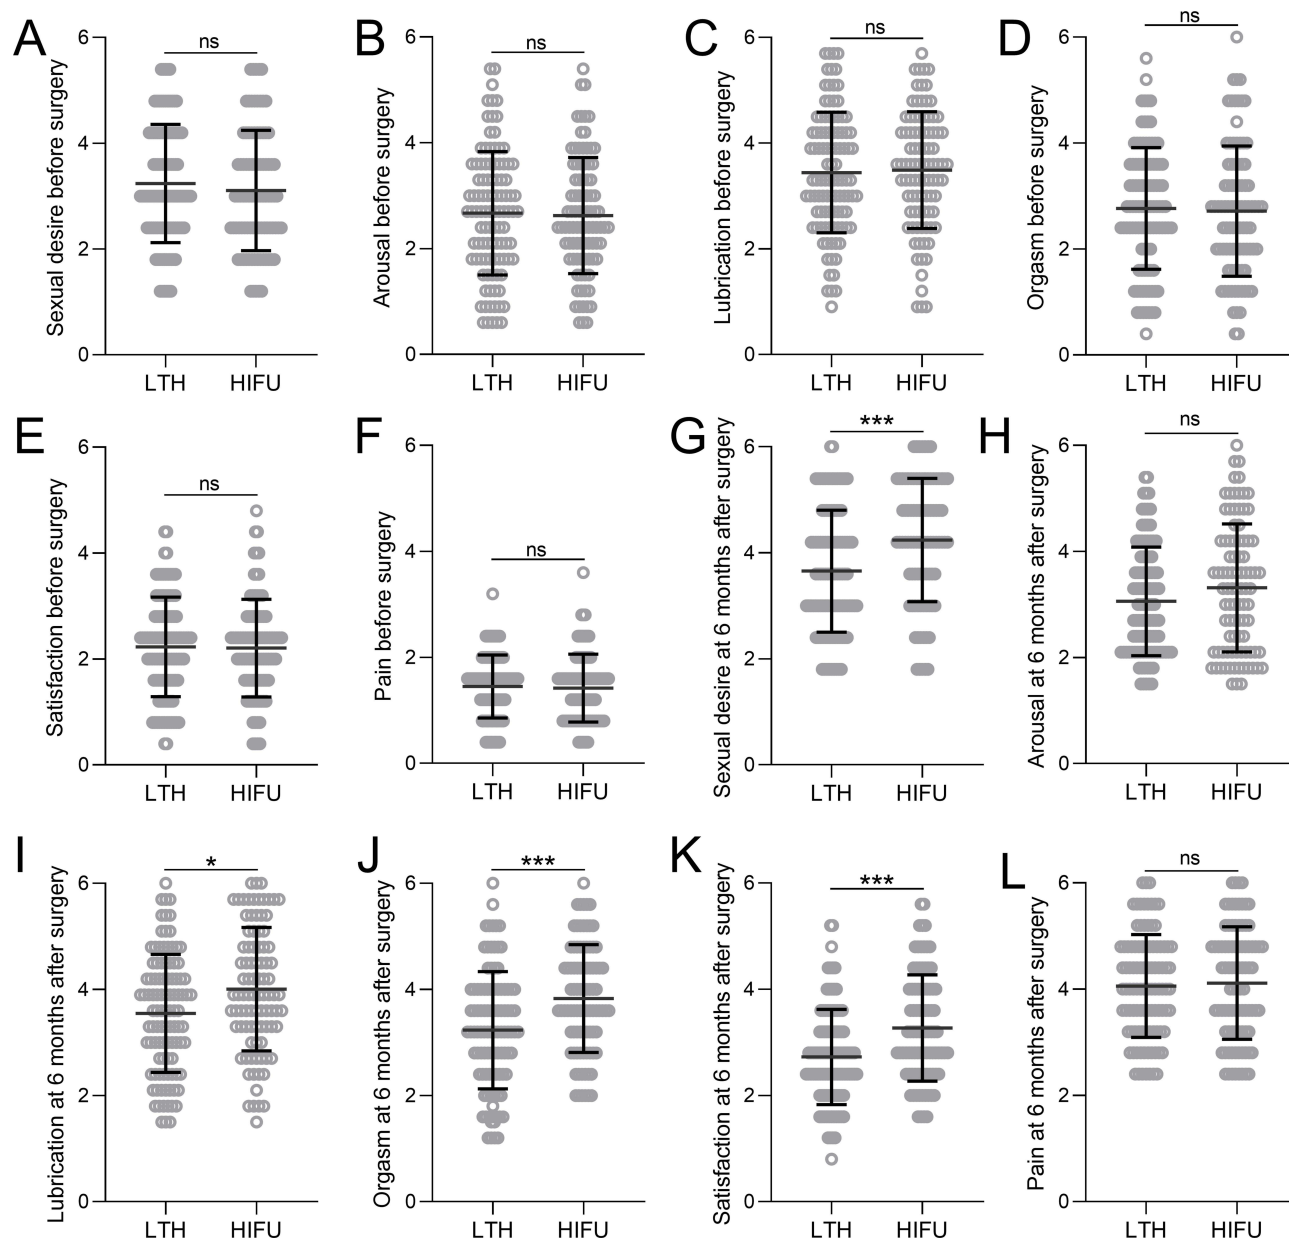 A
Sexual desire before surgery
6
4
2
0
ns
LTH HIFU
B
Arousal before surgery
6
4
2
0
ns
LTH HIFU
C
Lubrication before surgery
6
4
2
0
ns
LTH HIFU
D
Orgasm before surgery
6
4
2
0
ns
LTH HIFU
E
Satisfaction before surgery
6
4
2
0
ns
LTH HIFU
F
Pain before surgery
6
4
2
0
ns
LTH HIFU
G
Sexual desire at 6 months after surgery
6
4
2
0
***
LTH HIFU
H
Arousal at 6 months after surgery
6
4
2
0
ns
LTH HIFU
I
Lubrication at 6 months after surgery
6
4
2
0
*
LTH HIFU
J
Orgasm at 6 months after surgery
6
4
2
0
***
LTH HIFU
K
Satisfaction at 6 months after surgery
6
4
2
0
***
LTH HIFU
L
Pain at 6 months after surgery
6
4
2
0
ns
LTH HIFU